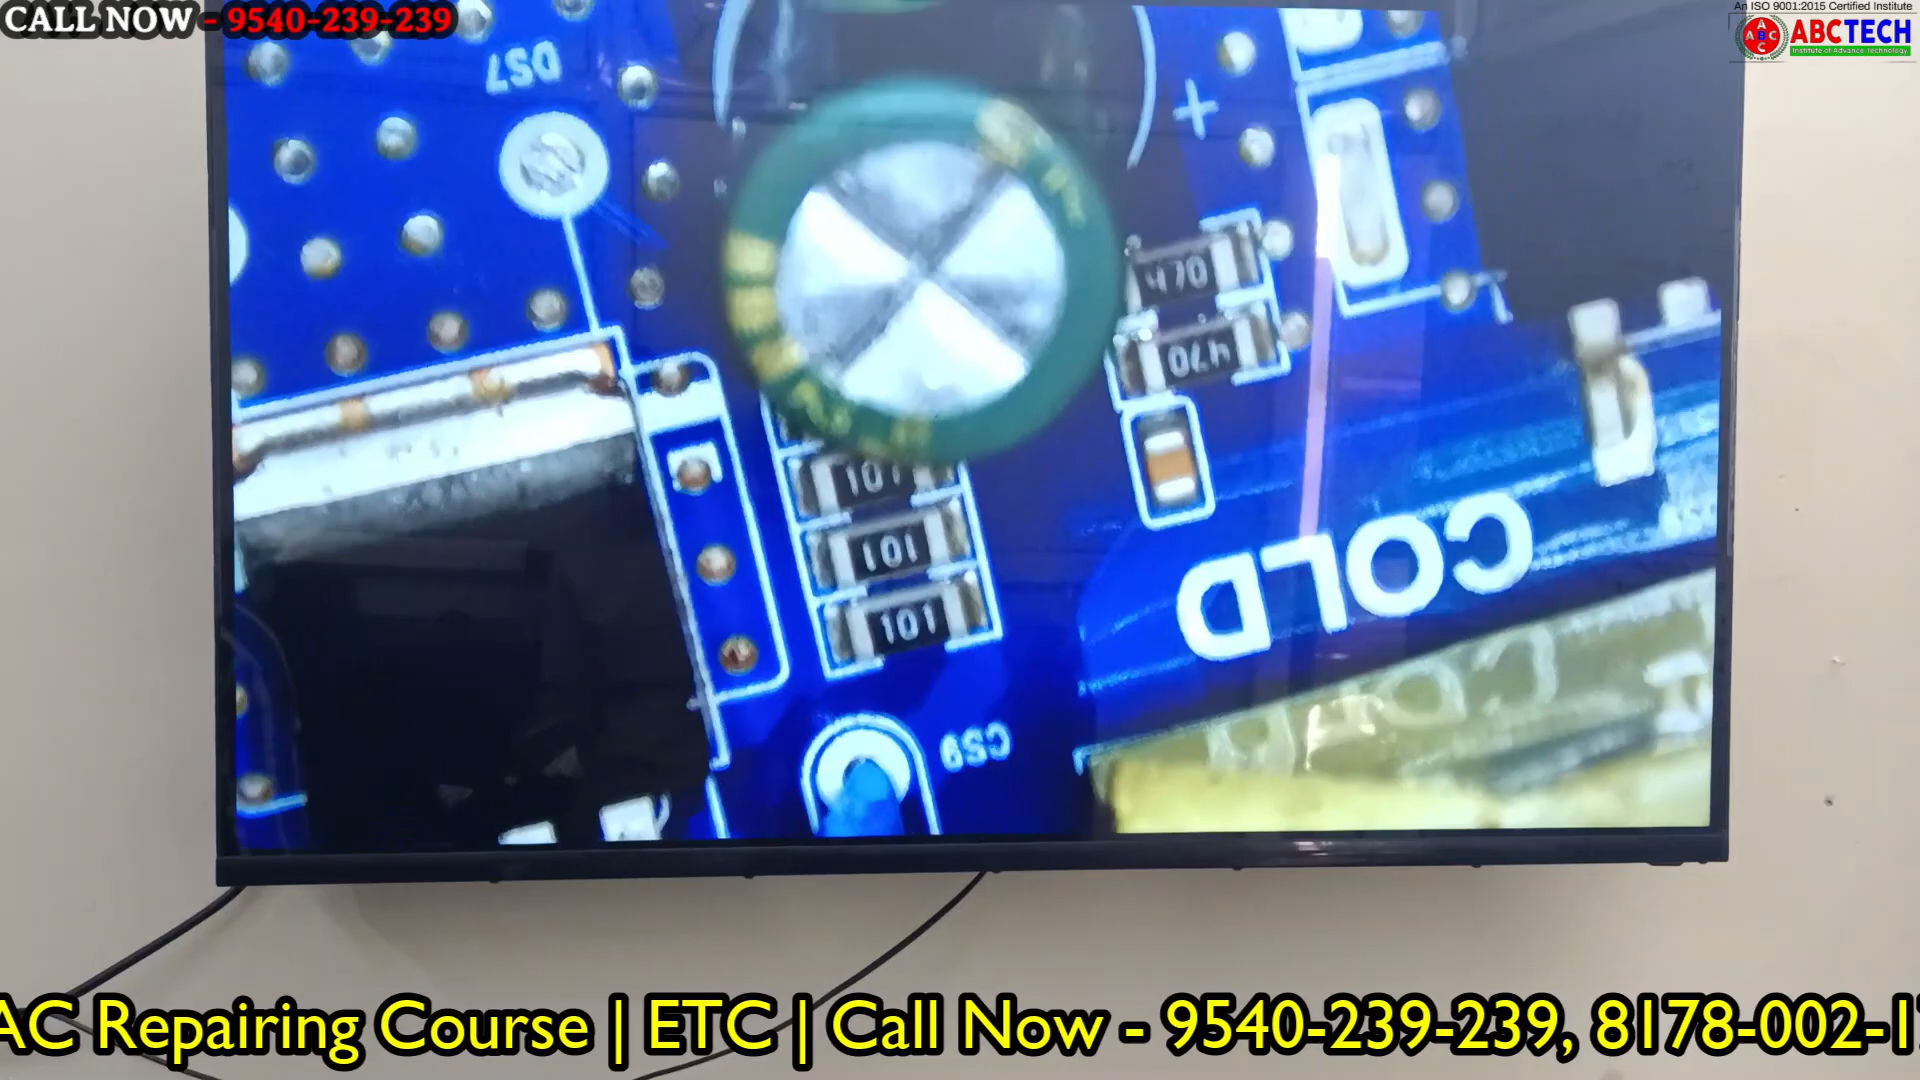 CALL NOW - 9540-239-239
An ISO 9001:2015 Certified Institute
ABCTECH
Institute of Advance Technology
DS7
+
470
470
101
101
101
COLD
CS9
AC Repairing Course | ETC | Call Now - 9540-239-239, 8178-002-1